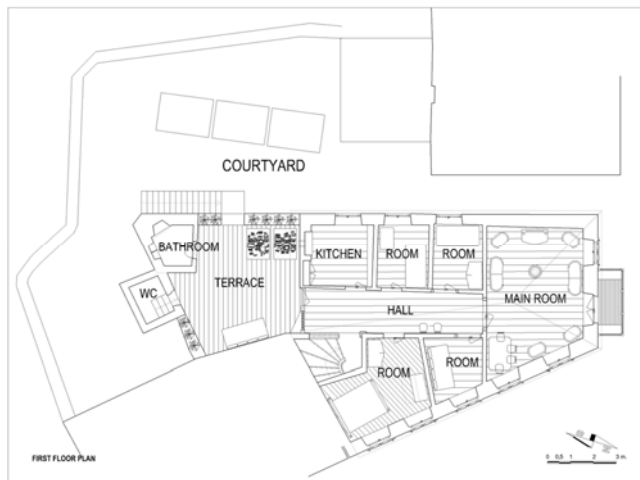 COURTYARD
BATHROOM
KITCHEN
ROOM
ROOM
WC
TERRACE
HALL
MAIN ROOM
ROOM
ROOM
FIRST FLOOR PLAN
0 0,5 1 2 3 m.